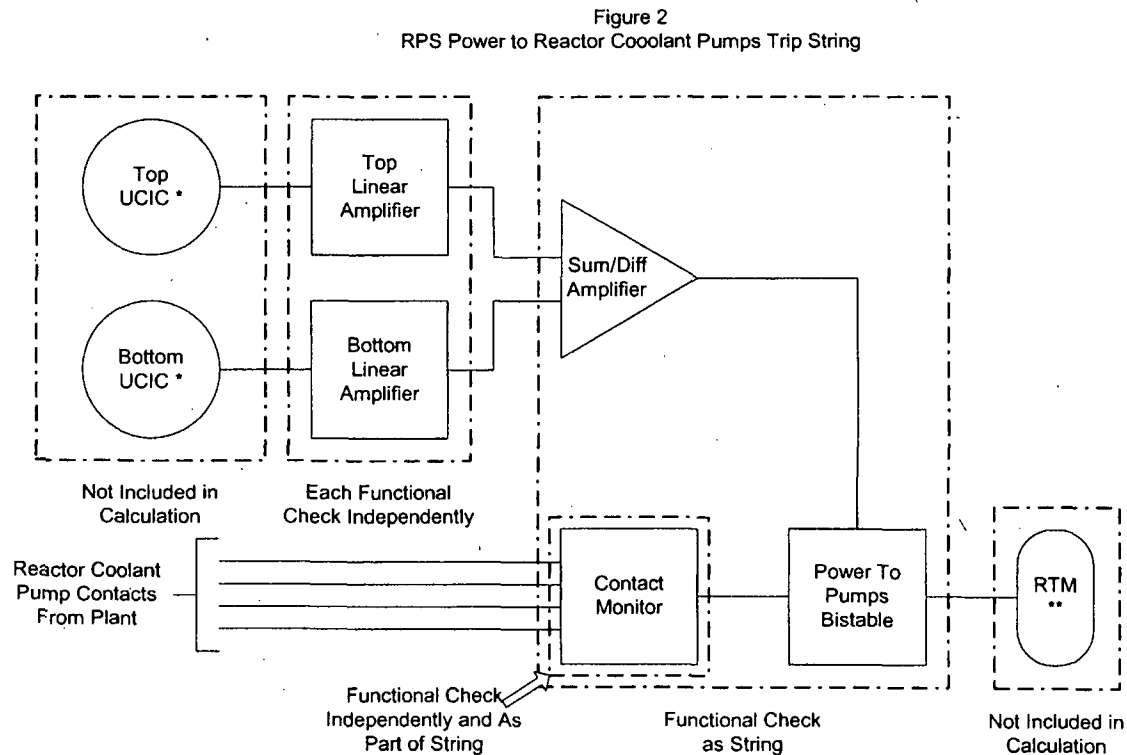 Figure 2
RPS Power to Reactor Cooolant Pumps Trip String
Top
UCIC *
Top
Linear
Amplifier
Sum/Diff
Amplifier
Bottom
UCIC *
Bottom
Linear
Amplifier
Not Included in
Calculation
Each Functional
Check Independently
Reactor Coolant
Pump Contacts
From Plant
Contact
Monitor
Power To
Pumps
Bistable
RTM
**
Functional Check
Independently and As
Part of String
Functional Check
as String
Not Included in
Calculation